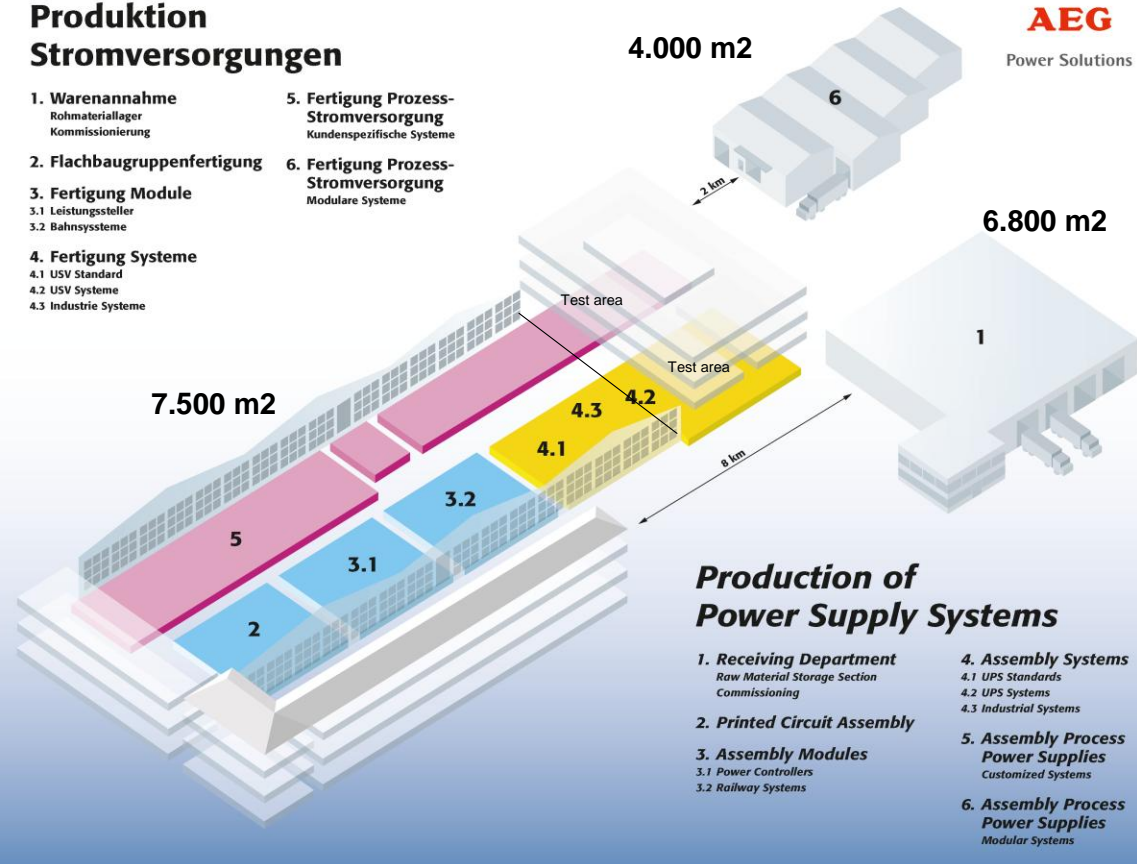 Produktion
Stromversorgungen
1. Warenannahme
Rohmateriallager
Kommissionierung
2. Flachbaugruppenfertigung
3. Fertigung Module
3.1 Leistungssteller
3.2 Bahnsyssteme
4. Fertigung Systeme
4.1 USV Standard
4.2 USV Systeme
4.3 Industrie Systeme
5. Fertigung Prozess-
Stromversorgung
Kundenspezifische Systeme
6. Fertigung Prozess-
Stromversorgung
Modulare Systeme
4.000 m2
AEG
Power Solutions
6
2 km
6.800 m2
1
Test area
Test area
7.500 m2
4.3
4.2
4.1
8 km
3.2
5
3.1
2
Production of
Power Supply Systems
1. Receiving Department
Raw Material Storage Section
Commissioning
2. Printed Circuit Assembly
3. Assembly Modules
3.1 Power Controllers
3.2 Railway Systems
4. Assembly Systems
4.1 UPS Standards
4.2 UPS Systems
4.3 Industrial Systems
5. Assembly Process
Power Supplies
Customized Systems
6. Assembly Process
Power Supplies
Modular Systems